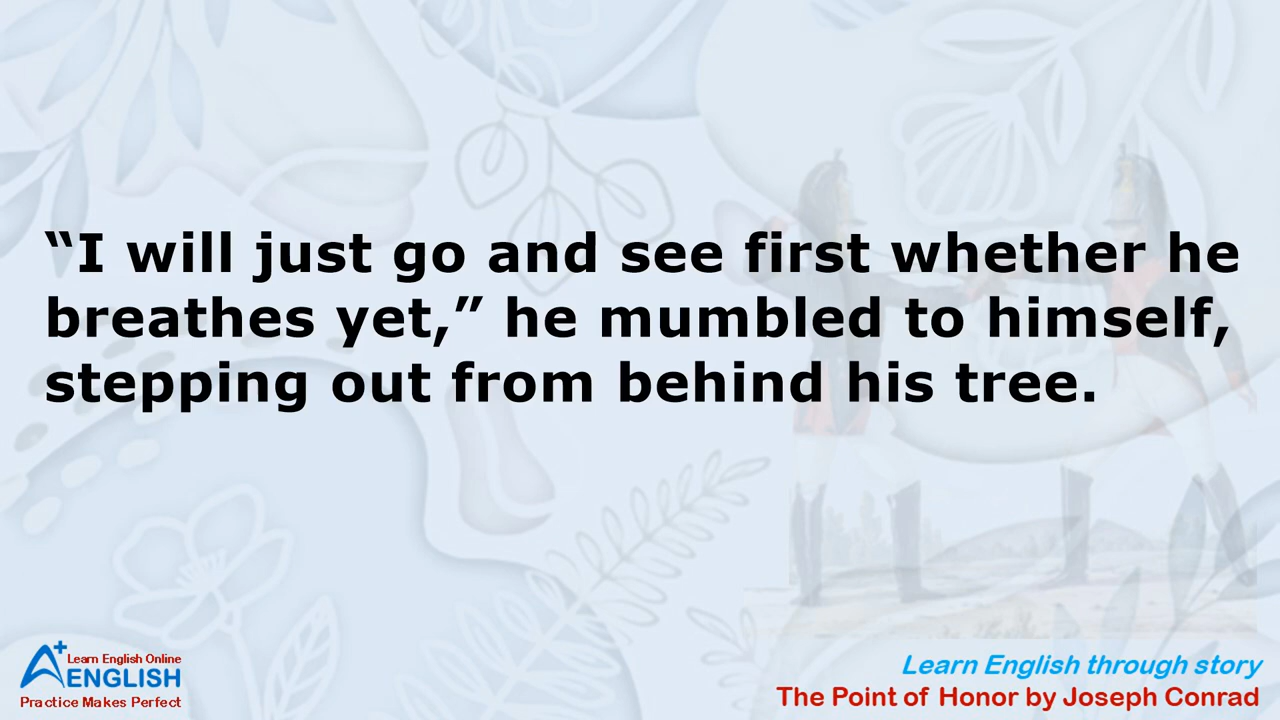 “I will just go and see first whether he
breathes yet,” he mumbled to himself,
stepping out from behind his tree.
A+ Learn English Online
ENGLISH
Practice Makes Perfect
Learn English through story
The Point of Honor by Joseph Conrad